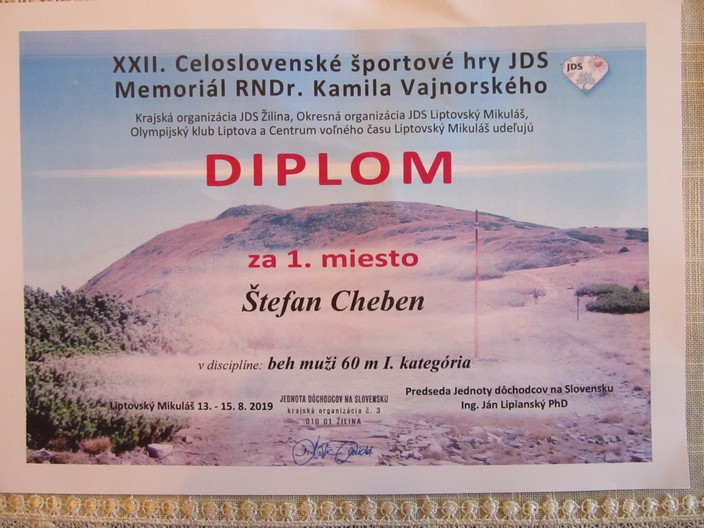 XXII. Celoslovenské športové hry JDS
JDS
Memoriál RNDr. Kamila Vajnorského
Krajská organizácia JDS Žilina, Okresná organizácia JDS Liptovský Mikuláš,
Olympijský klub Liptova a Centrum voľného času Liptovský Mikuláš udeľujú
DIPLOM
za 1. miesto
Štefan Cheben
v disciplíne: beh muži 60 m I. kategória
Liptovský Mikuláš 13. - 15. 8. 2019
JEDNOTA DÔCHODCOV NA SLOVENSKU
krajská organizácia č. 3
010 01 ŽILINA
Predseda Jednoty dôchodcov na Slovensku
Ing. Ján Lipianský PhD